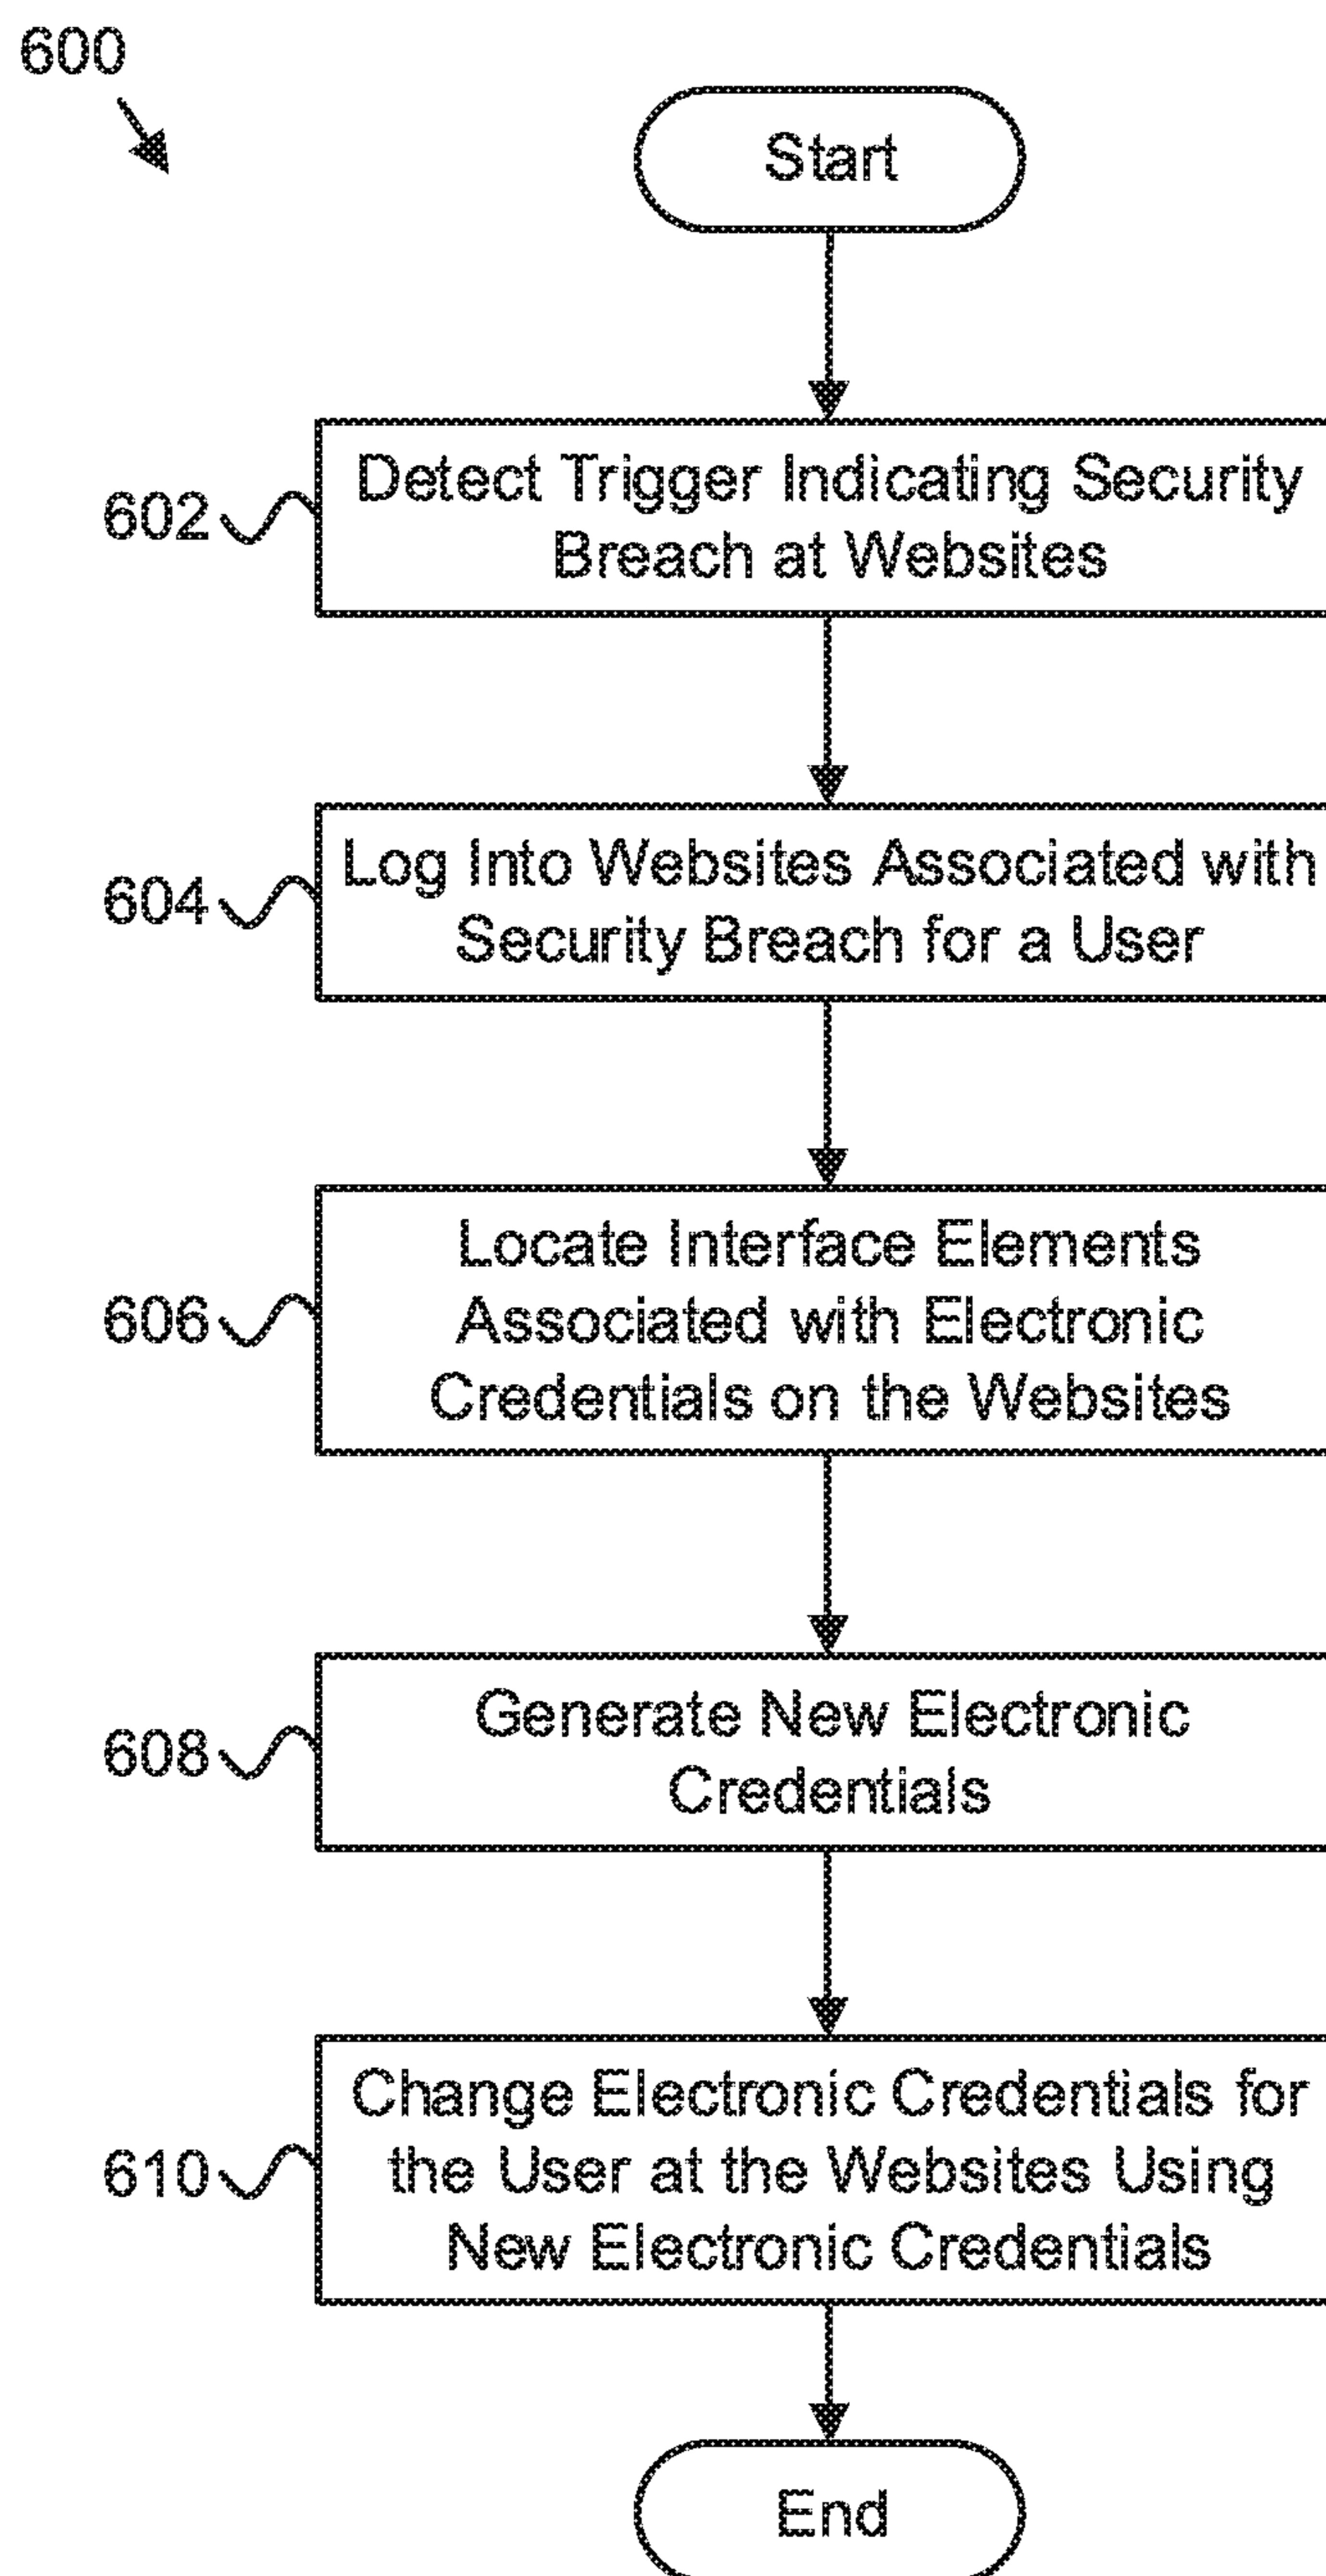 600
Start
602
Detect Trigger Indicating Security
Breach at Websites
604
Log Into Websites Associated with
Security Breach for a User
606
Locate Interface Elements
Associated with Electronic
Credentials on the Websites
608
Generate New Electronic
Credentials
610
Change Electronic Credentials for
the User at the Websites Using
New Electronic Credentials
End